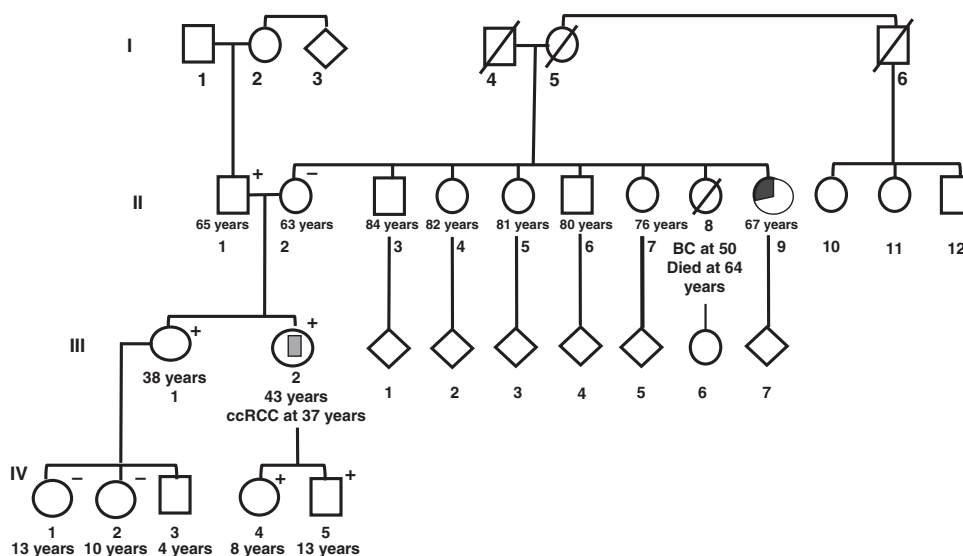 I
1
2
3
4
5
6
+
−
II
65 years
63 years
84 years
82 years
81 years
80 years
76 years
8
67 years
1
2
3
4
5
6
7
BC at 50
Died at 64
years
9
10
11
12
III
+
+
38 years
1
2
43 years
ccRCC at 37 years
1
2
3
4
5
6
7
IV
−
−
+
+
1
2
3
4
5
13 years
10 years
4 years
8 years
13 years